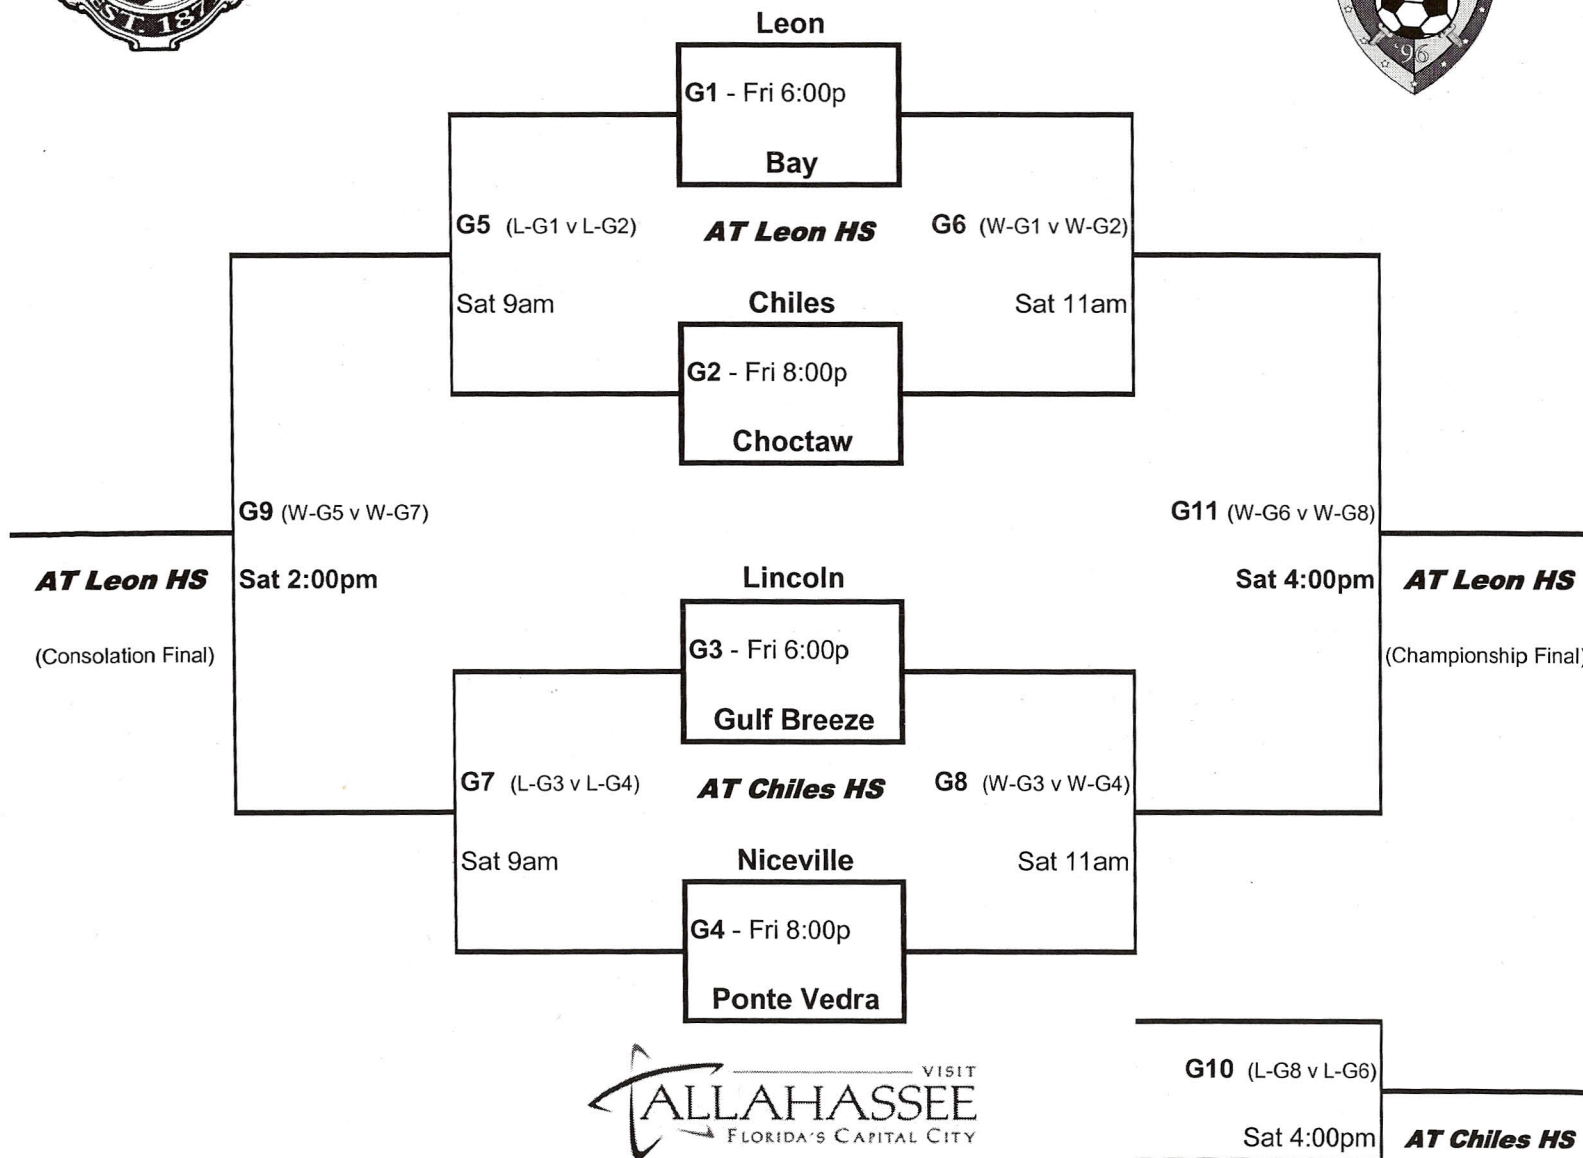 EST. 187
'96
Leon
G1 - Fri 6:00p
Bay
G5 (L-G1 v L-G2)
AT Leon HS
G6 (W-G1 v W-G2)
Sat 9am
Chiles
Sat 11am
G2 - Fri 8:00p
Choctaw
G9 (W-G5 v W-G7)
G11 (W-G6 v W-G8)
AT Leon HS
Sat 2:00pm
Lincoln
Sat 4:00pm
AT Leon HS
(Consolation Final)
G3 - Fri 6:00p
(Championship Final)
Gulf Breeze
G7 (L-G3 v L-G4)
AT Chiles HS
G8 (W-G3 v W-G4)
Sat 9am
Niceville
Sat 11am
G4 - Fri 8:00p
Ponte Vedra
VISIT
TALLAHASSEE
FLORIDA'S CAPITAL CITY
G10 (L-G8 v L-G6)
Sat 4:00pm
AT Chiles HS